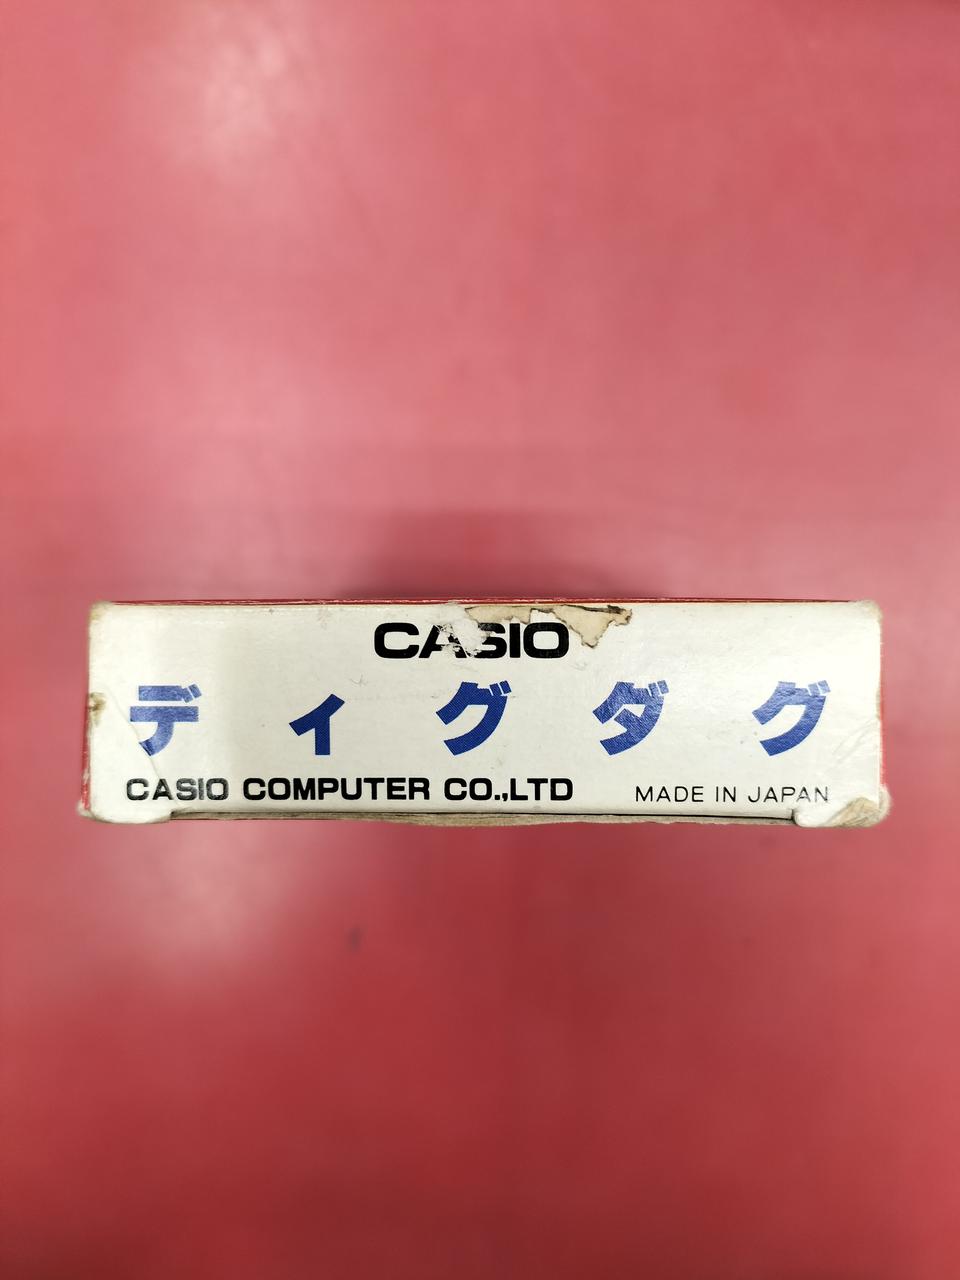 CASIO
ディグダグ
CASIO COMPUTER CO.,LTD MADE IN JAPAN